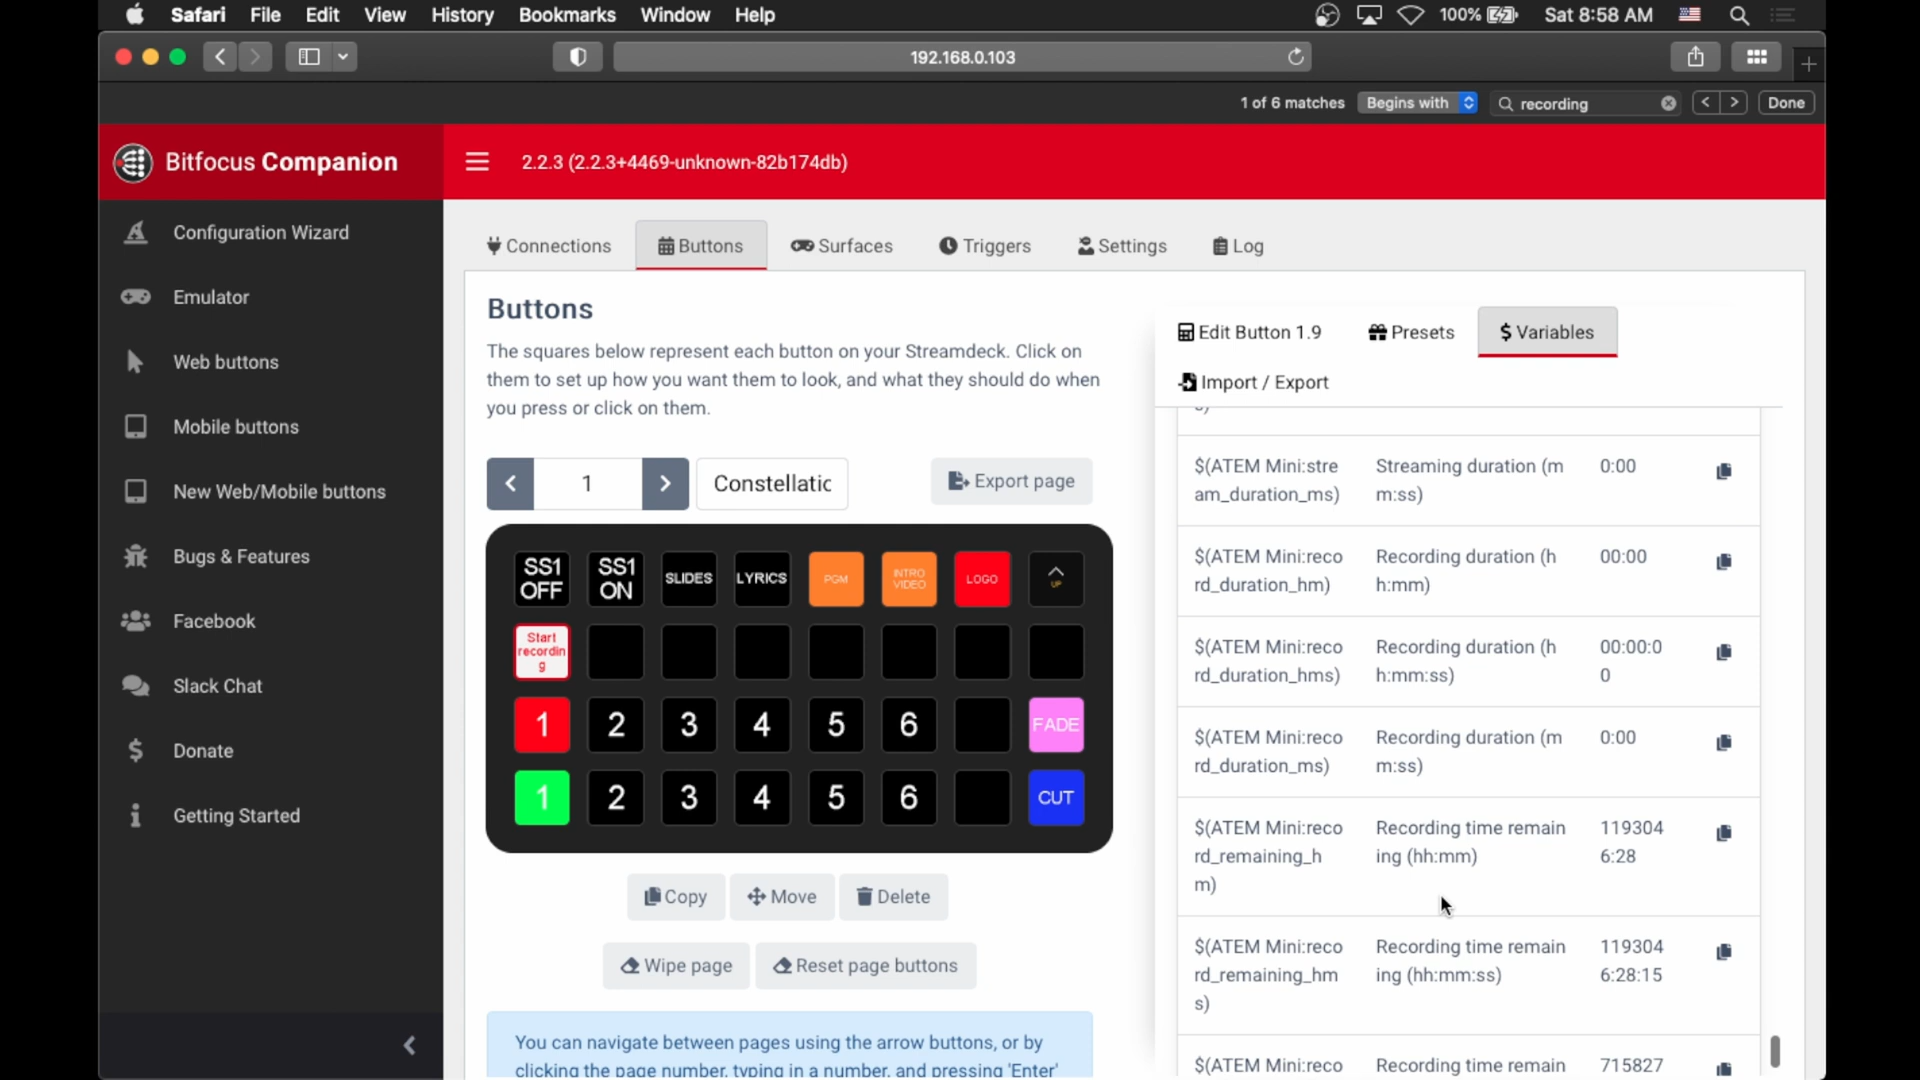 Safari File Edit View History Bookmarks Window Help 100% Sat 8:58 AM
192.168.0.103
1 of 6 matches Begins with recording Done
Bitfocus Companion 2.2.3 (2.2.3+4469-unknown-82b174db)
Configuration Wizard
Emulator
Web buttons
Mobile buttons
New Web/Mobile buttons
Bugs & Features
Facebook
Slack Chat
Donate
Getting Started
Connections Buttons Surfaces Triggers Settings Log
Buttons
The squares below represent each button on your Streamdeck. Click on
them to set up how you want them to look, and what they should do when
you press or click on them.
1 Constellatic Export page
SS1 OFF SS1 ON SLIDES LYRICS PGM INTRO VIDEO LOGO UP
Start
recordin
g
1 2 3 4 5 6 FADE
1 2 3 4 5 6 CUT
Copy Move Delete
Wipe page Reset page buttons
You can navigate between pages using the arrow buttons, or by
clicking the page number, typing in a number, and pressing 'Enter'
Edit Button 1.9 Presets $ Variables
Import / Export
s)
$(ATEM Mini:stre Streaming duration (m 0:00
am_duration_ms) m:ss)
$(ATEM Mini:reco Recording duration (h 00:00
rd_duration_hm) h:mm)
$(ATEM Mini:reco Recording duration (h 00:00:0
rd_duration_hms) h:mm:ss) 0
$(ATEM Mini:reco Recording duration (m 0:00
rd_duration_ms) m:ss)
$(ATEM Mini:reco Recording time remain 119304
rd_remaining_h ing (hh:mm) 6:28
m)
$(ATEM Mini:reco Recording time remain 119304
rd_remaining_hm ing (hh:mm:ss) 6:28:15
s)
$(ATEM Mini:reco Recording time remain 715827